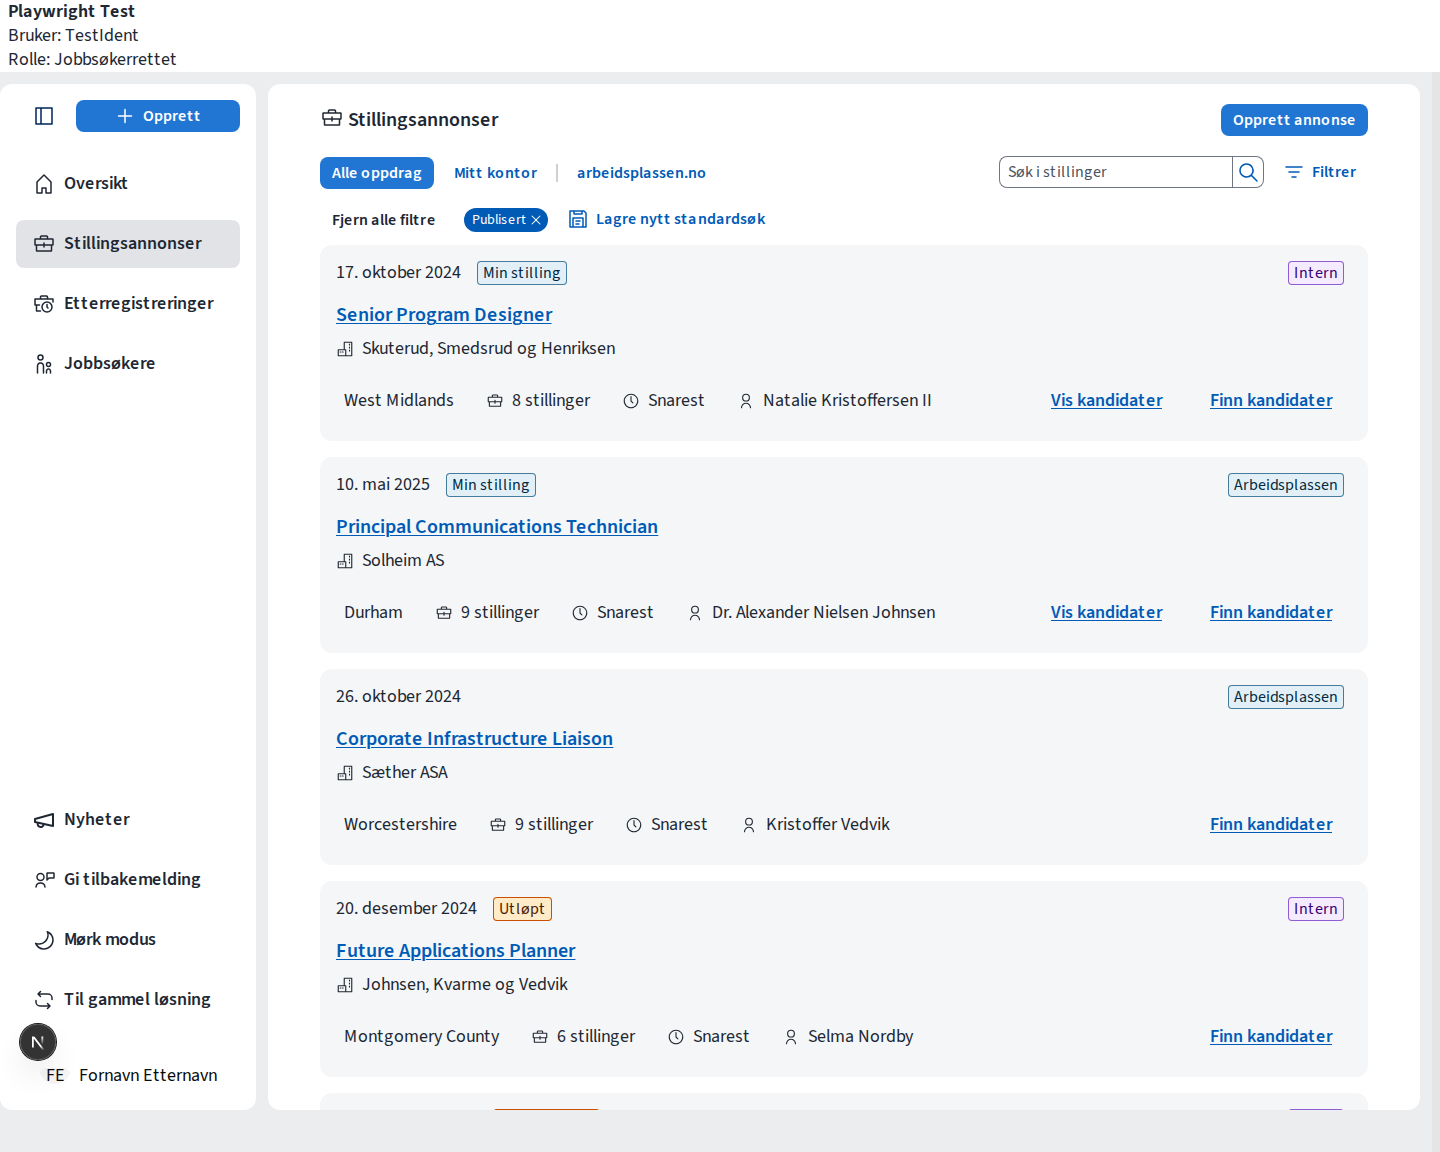 Playwright Test
Bruker: TestIdent
Rolle: Jobbsøkerrettet
Opprett
Oversikt
Stillingsannonser
Etterregistreringer
Jobbsøkere
Nyheter
Gi tilbakemelding
Mørk modus
Til gammel løsning
N
FE Fornavn Etternavn
Stillingsannonser
Opprett annonse
Alle oppdrag Mitt kontor arbeidsplassen.no
Søk i stillinger
Filtrer
Fjern alle filtre Publisert Lagre nytt standardsøk
17. oktober 2024 Min stilling Intern
Senior Program Designer
Skuterud, Smedsrud og Henriksen
West Midlands 8 stillinger Snarest Natalie Kristoffersen II Vis kandidater Finn kandidater
10. mai 2025 Min stilling Arbeidsplassen
Principal Communications Technician
Solheim AS
Durham 9 stillinger Snarest Dr. Alexander Nielsen Johnsen Vis kandidater Finn kandidater
26. oktober 2024 Arbeidsplassen
Corporate Infrastructure Liaison
Sæther ASA
Worcestershire 9 stillinger Snarest Kristoffer Vedvik Finn kandidater
20. desember 2024 Utløpt Intern
Future Applications Planner
Johnsen, Kvarme og Vedvik
Montgomery County 6 stillinger Snarest Selma Nordby Finn kandidater